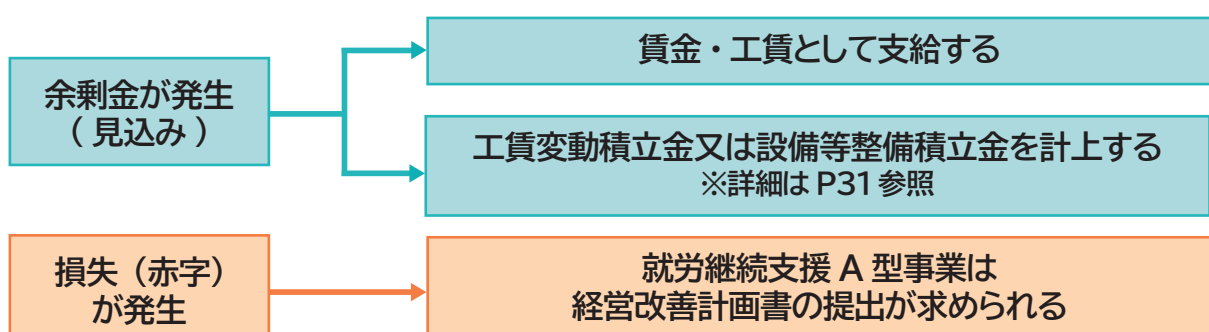 余剰金が発生
（見込み）
賃金・工賃として支給する
工賃変動積立金又は設備等整備積立金を計上する
※詳細は P31 参照
損失（赤字）
が発生
就労継続支援 A 型事業は
経営改善計画書の提出が求められる